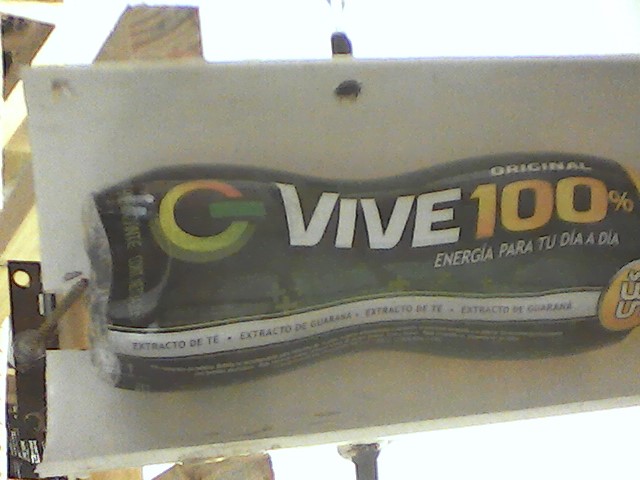 ORIGINAL
VIVE100%
ENERGÍA PARA TU DÍA A DÍA
EXTRACTO DE TÉ • EXTRACTO DE GUARANÁ • EXTRACTO DE TÉ • EXTRACTO DE GUARANÁ